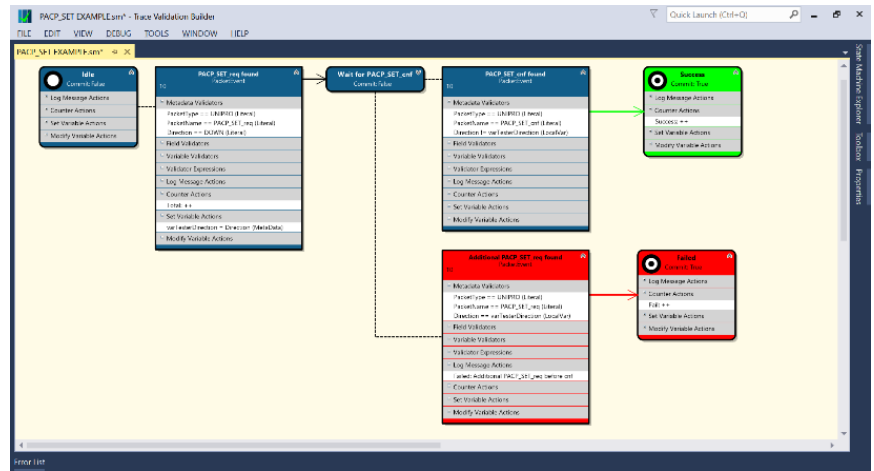 PACP_SET EXAMPLE.sm* - Trace Validation Builder
Quick Launch (Ctrl+Q)
FILE EDIT VIEW DEBUG TOOLS WINDOW HELP
PACP_SET EXAMPLE.sm*
Idle
Commit: False
Log Message Actions
Counter Actions
Set Variable Actions
Modify Variable Actions
PACP_SET_req found
PacketEvent
Metadata Validators
PacketType == UNIPRO (Literal)
PacketName == PACP_SET_req (Literal)
Direction == DOWN (Literal)
Field Validators
Variable Validators
Validator Expressions
Log Message Actions
Counter Actions
Total ++
Set Variable Actions
varTesterDirection = Direction (MetaData)
Modify Variable Actions
Wait for PACP_SET_cnf
Commit: False
PACP_SET_cnf found
PacketEvent
Metadata Validators
PacketType == UNIPRO (Literal)
PacketName == PACP_SET_cnf (Literal)
Direction != varTesterDirection (LocalVar)
Field Validators
Variable Validators
Validator Expressions
Log Message Actions
Counter Actions
Set Variable Actions
Modify Variable Actions
Success
Commit: True
Log Message Actions
Counter Actions
Success ++
Set Variable Actions
Modify Variable Actions
Additional PACP_SET_req found
PacketEvent
Metadata Validators
PacketType == UNIPRO (Literal)
PacketName == PACP_SET_req (Literal)
Direction == varTesterDirection (LocalVar)
Field Validators
Variable Validators
Validator Expressions
Log Message Actions
Failed: Additional PACP_SET_req before cnf
Counter Actions
Set Variable Actions
Modify Variable Actions
Failed
Commit: True
Log Message Actions
Counter Actions
Fail ++
Set Variable Actions
Modify Variable Actions
State Machine Explorer
Toolbox
Properties
Error List